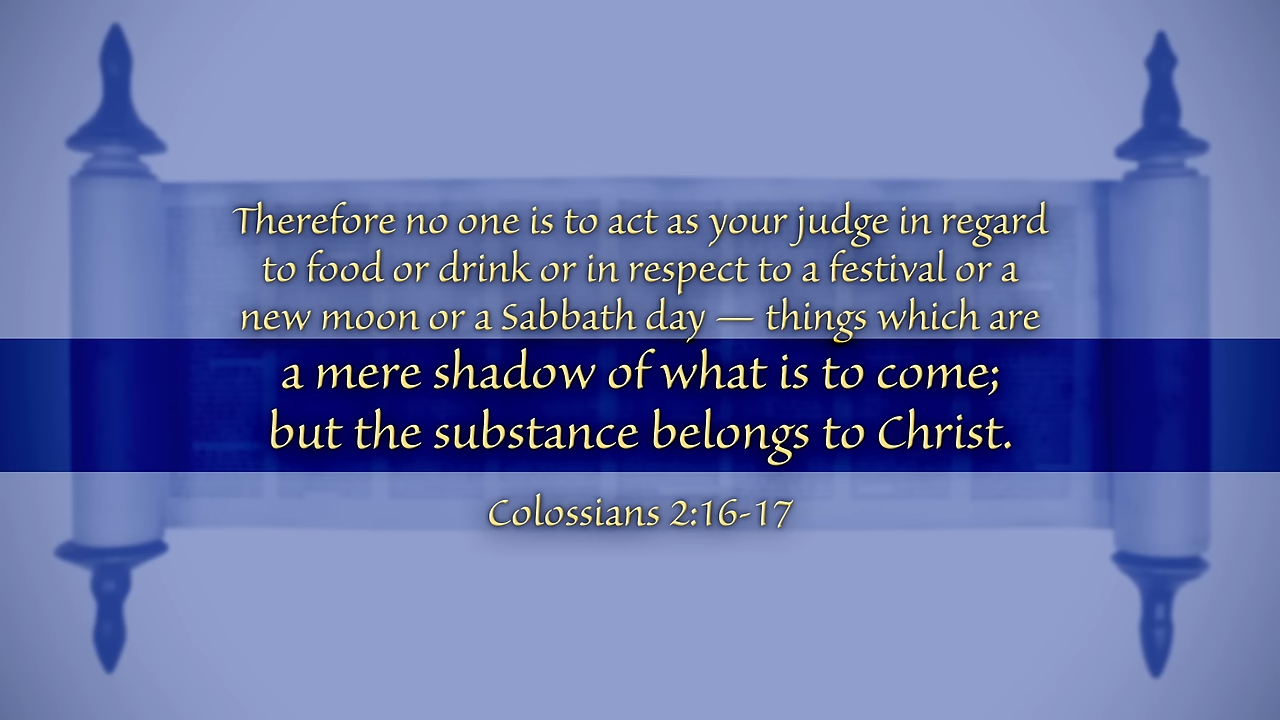 Therefore no one is to act as your judge in regard
to food or drink or in respect to a festival or a
new moon or a Sabbath day — things which are
a mere shadow of what is to come;
but the substance belongs to Christ.
Colossians 2:16-17